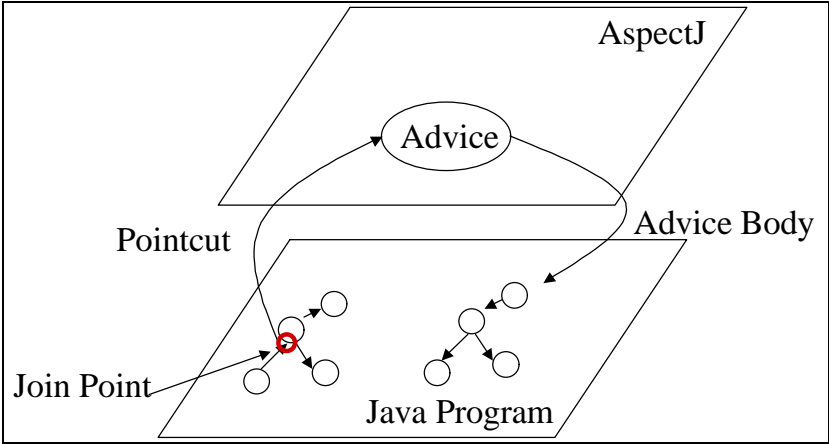 AspectJ
Advice
Pointcut
Advice Body
Join Point
Java Program